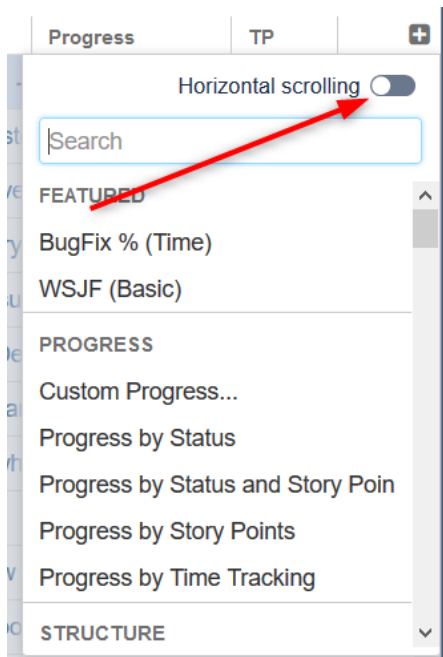 Progress TP
Horizontal scrolling
Search
FEATURED
BugFix % (Time)
WSJF (Basic)
PROGRESS
Custom Progress...
Progress by Status
Progress by Status and Story Poin
Progress by Story Points
Progress by Time Tracking
STRUCTURE